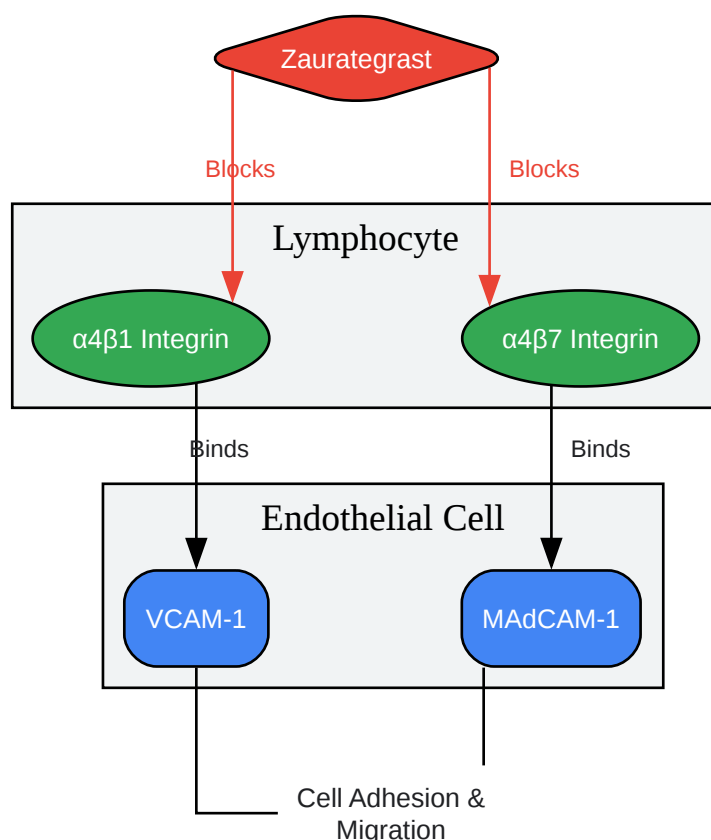 Zaurategrast
Blocks
Blocks
Lymphocyte
α4β1 Integrin
α4β7 Integrin
Binds
Binds
Endothelial Cell
VCAM-1
MAdCAM-1
Cell Adhesion &
Migration